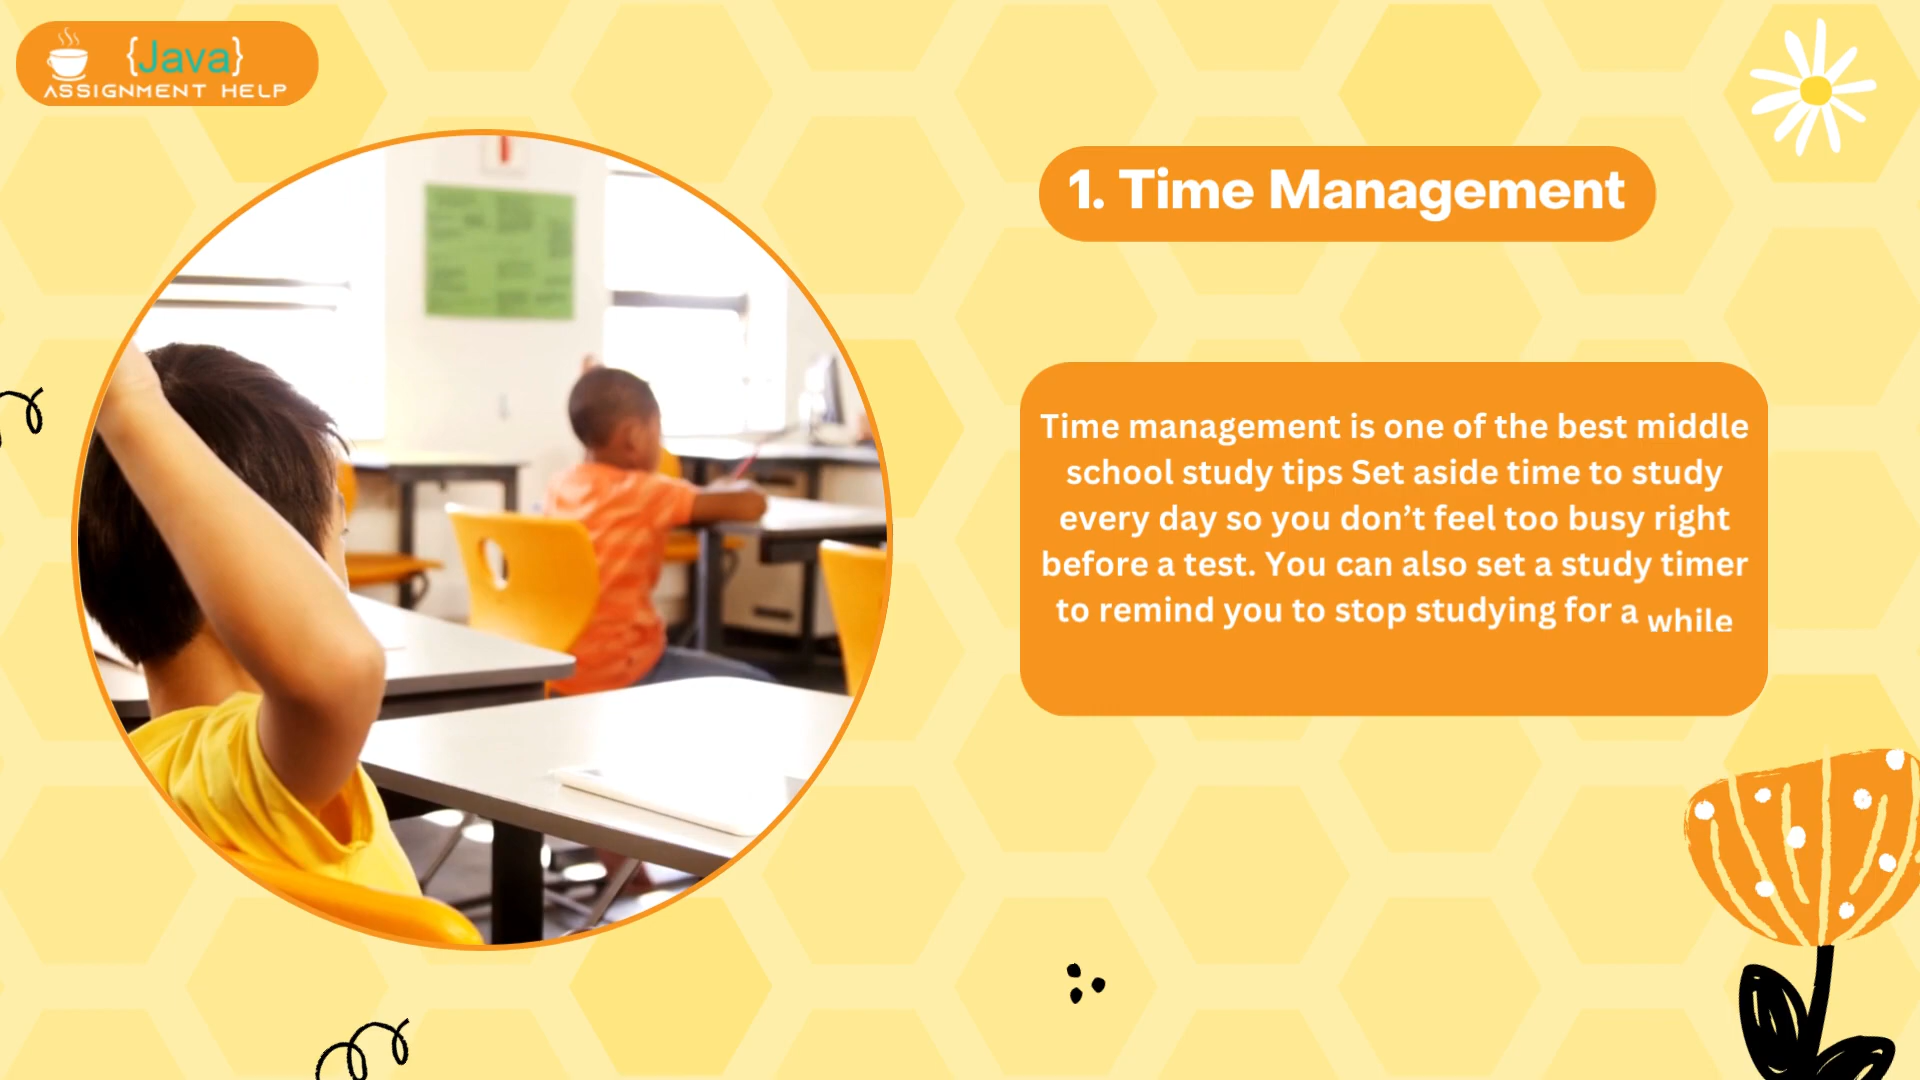 {Java}
ASSIGNMENT HELP
1. Time Management
Time management is one of the best middle
school study tips Set aside time to study
every day so you don’t feel too busy right
before a test. You can also set a study timer
to remind you to stop studying for a while